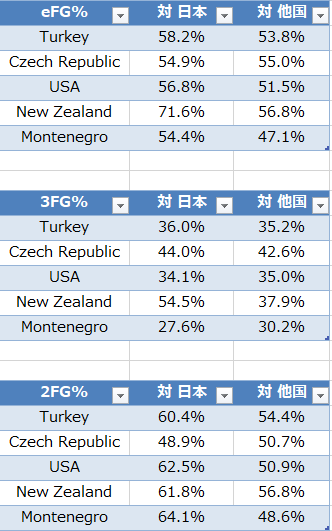 eFG% 対 日本 対 他国
Turkey 58.2% 53.8%
Czech Republic 54.9% 55.0%
USA 56.8% 51.5%
New Zealand 71.6% 56.8%
Montenegro 54.4% 47.1%
3FG% 対 日本 対 他国
Turkey 36.0% 35.2%
Czech Republic 44.0% 42.6%
USA 34.1% 35.0%
New Zealand 54.5% 37.9%
Montenegro 27.6% 30.2%
2FG% 対 日本 対 他国
Turkey 60.4% 54.4%
Czech Republic 48.9% 50.7%
USA 62.5% 50.9%
New Zealand 61.8% 56.8%
Montenegro 64.1% 48.6%